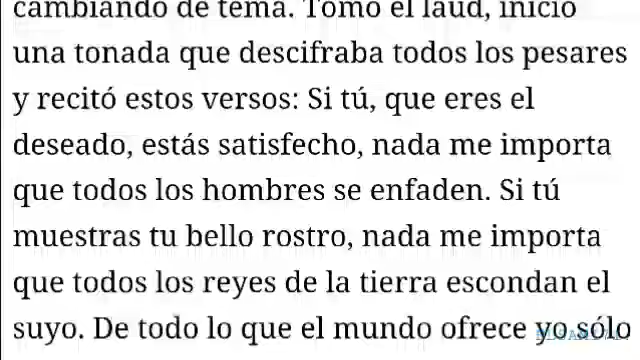 cambiando de tema. Tomó el laúd, inició
una tonada que descifraba todos los pesares
y recitó estos versos: Si tú, que eres el
deseado, estás satisfecho, nada me importa
que todos los hombres se enfaden. Si tú
muestras tu bello rostro, nada me importa
que todos los reyes de la tierra escondan el
suyo. De todo lo que el mundo ofrece yo sólo